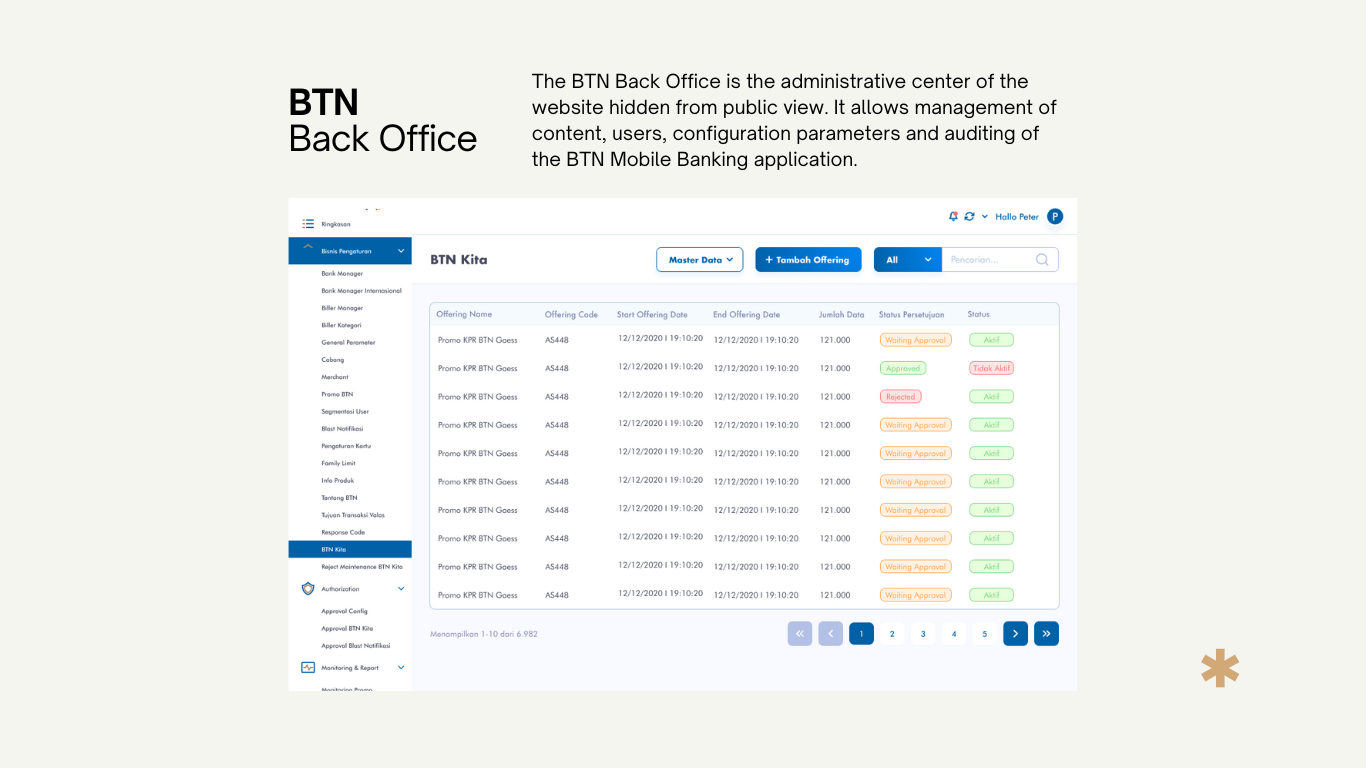 BTN
Back Office
The BTN Back Office is the administrative center of the
website hidden from public view. It allows management of
content, users, configuration parameters and auditing of
the BTN Mobile Banking application.
Ringkasan
Hallo Peter
P
Bisnis Pengaturan
Bank Manager
Bank Manager Internasional
Biller Manager
Biller Kategori
General Parameter
Cabang
Merchant
Promo BTN
Segmentasi User
Blast Notifikasi
Pengaturan Kartu
Family Limit
Info Produk
Tentang BTN
Tujuan Transaksi Valas
Response Code
BTN Kita
Reject Maintenance BTN Kita
Authorization
Approval Config
Approval BTN Kita
Approval Blast Notifikasi
Monitoring & Report
Monitoring Promo
BTN Kita
Master Data
+ Tambah Offering
All
Pencarian...
Offering Name Offering Code Start Offering Date End Offering Date Jumlah Data Status Persetujuan Status
Promo KPR BTN Gaess AS448 12/12/2020 I 19:10:20 12/12/2020 I 19:10:20 121.000 Waiting Approval Aktif
Promo KPR BTN Gaess AS448 12/12/2020 I 19:10:20 12/12/2020 I 19:10:20 121.000 Approved Tidak Aktif
Promo KPR BTN Gaess AS448 12/12/2020 I 19:10:20 12/12/2020 I 19:10:20 121.000 Rejected Aktif
Promo KPR BTN Gaess AS448 12/12/2020 I 19:10:20 12/12/2020 I 19:10:20 121.000 Waiting Approval Aktif
Promo KPR BTN Gaess AS448 12/12/2020 I 19:10:20 12/12/2020 I 19:10:20 121.000 Waiting Approval Aktif
Promo KPR BTN Gaess AS448 12/12/2020 I 19:10:20 12/12/2020 I 19:10:20 121.000 Waiting Approval Aktif
Promo KPR BTN Gaess AS448 12/12/2020 I 19:10:20 12/12/2020 I 19:10:20 121.000 Waiting Approval Aktif
Promo KPR BTN Gaess AS448 12/12/2020 I 19:10:20 12/12/2020 I 19:10:20 121.000 Waiting Approval Aktif
Promo KPR BTN Gaess AS448 12/12/2020 I 19:10:20 12/12/2020 I 19:10:20 121.000 Waiting Approval Aktif
Promo KPR BTN Gaess AS448 12/12/2020 I 19:10:20 12/12/2020 I 19:10:20 121.000 Waiting Approval Aktif
Menampilkan 1-10 dari 6.982
« ‹ 1 2 3 4 5 › »